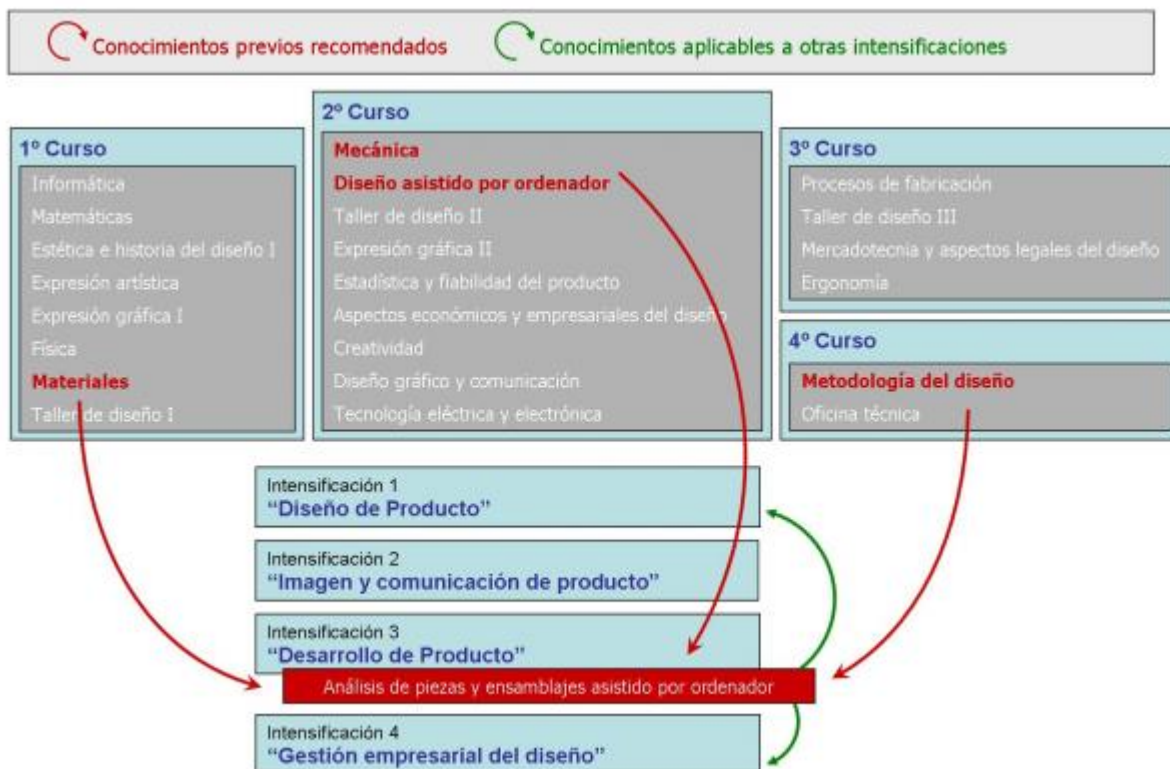 Conocimientos previos recomendados
Conocimientos aplicables a otras intensificaciones
1º Curso
Informática
Matemáticas
Estética e historia del diseño I
Expresión artística
Expresión gráfica I
Física
Materiales
Taller de diseño I
2º Curso
Mecánica
Diseño asistido por ordenador
Taller de diseño II
Expresión gráfica II
Estadística y fiabilidad del producto
Aspectos económicos y empresariales del diseño
Creatividad
Diseño gráfico y comunicación
Tecnología eléctrica y electrónica
3º Curso
Procesos de fabricación
Taller de diseño III
Mercadotecnia y aspectos legales del diseño
Ergonomía
4º Curso
Metodología del diseño
Oficina técnica
Intensificación 1
“Diseño de Producto”
Intensificación 2
“Imagen y comunicación de producto”
Intensificación 3
“Desarrollo de Producto”
Análisis de piezas y ensamblajes asistido por ordenador
Intensificación 4
“Gestión empresarial del diseño”